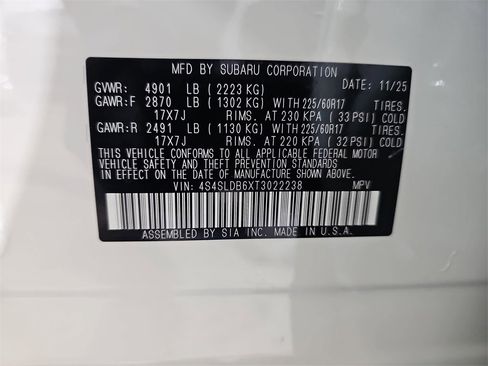 MFD BY SUBARU CORPORATION
GVWR: 4901 LB ( 2223 KG) DATE: 11/25
GAWR:F 2870 LB ( 1302 KG) WITH 225/60R17 TIRES.
17X7J RIMS. AT 230 KPA ( 33 PSI) COLD
GAWR:R 2491 LB ( 1130 KG) WITH 225/60R17 TIRES.
17X7J RIMS. AT 220 KPA ( 32 PSI) COLD
THIS VEHICLE CONFORMS TO ALL APPLICABLE FEDERAL MOTOR
VEHICLE SAFETY AND THEFT PREVENTION STANDARDS
IN EFFECT ON THE DATE OF MANUFACTURE SHOWN ABOVE.
VIN: 4S4SLDB6XT3022238 MPV
ASSEMBLED BY SIA INC. MADE IN U.S.A.